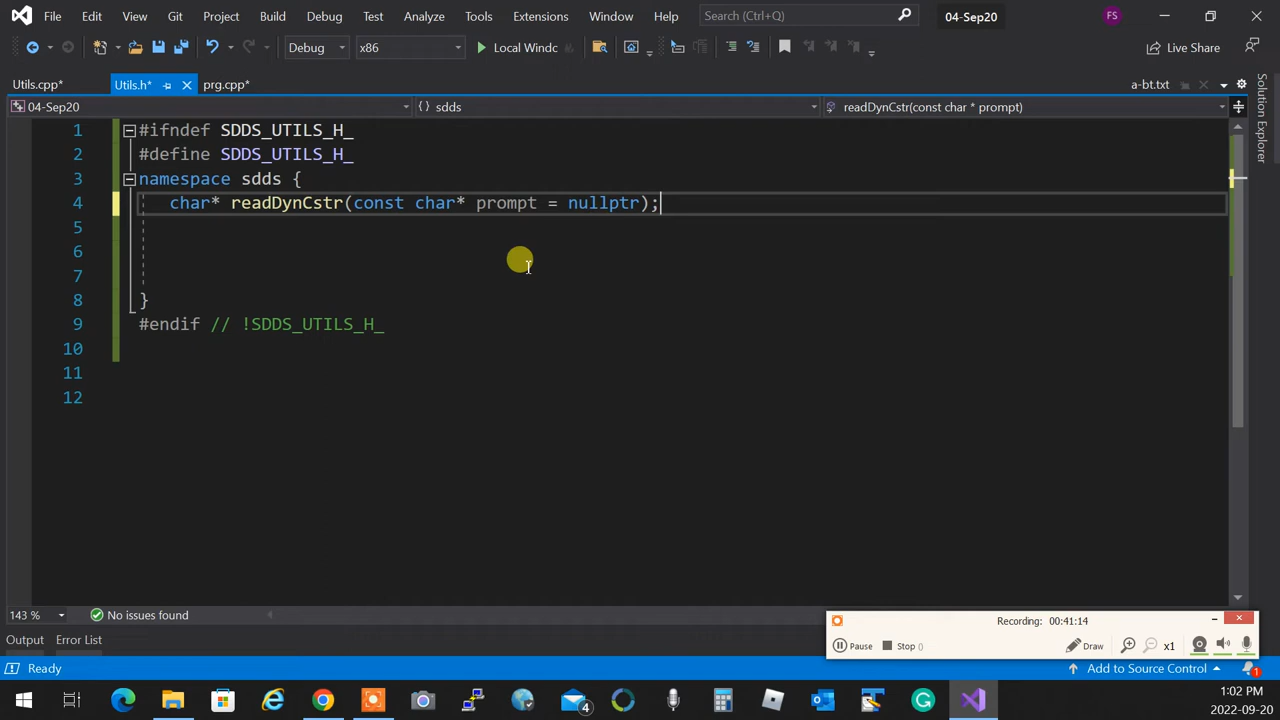 File Edit View Git Project Build Debug Test Analyze Tools Extensions Window Help Search (Ctrl+Q) 04-Sep20 FS
Debug x86 Local Windc Live Share
Utils.cpp* Utils.h* prg.cpp* a-bt.txt
04-Sep20 {} sdds readDynCstr(const char * prompt)
1 #ifndef SDDS_UTILS_H_
2 #define SDDS_UTILS_H_
3 namespace sdds {
4 char* readDynCstr(const char* prompt = nullptr);
5
6
7
8 }
9 #endif // !SDDS_UTILS_H_
10
11
12
Solution Explorer
143 % No issues found
Recording: 00:41:14
Pause Stop () Draw x1
Output Error List
Ready Add to Source Control 1
4 1:02 PM
2022-09-20